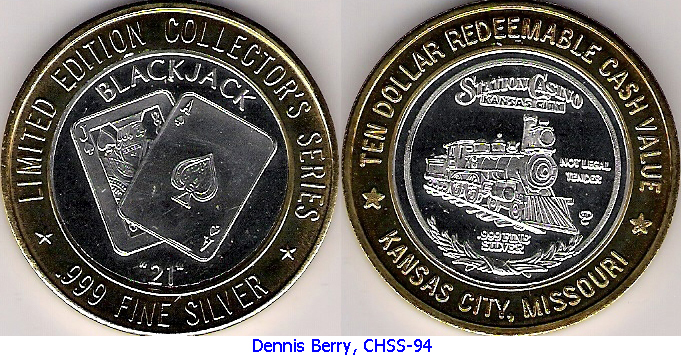 LIMITED EDITION COLLECTOR'S SERIES
BLACKJACK
J
A
A
"21"
.999 FINE SILVER
TEN DOLLAR REDEEMABLE CASH VALUE
STATION CASINO
KANSAS CITY
NOT LEGAL
TENDER
.999 FINE
SILVER
KANSAS CITY, MISSOURI
Dennis Berry, CHSS-94